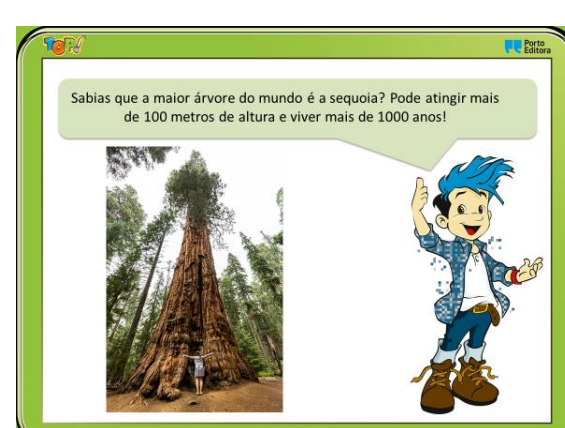 TOP!
Porto
Editora
Sabias que a maior árvore do mundo é a sequoia? Pode atingir mais
de 100 metros de altura e viver mais de 1000 anos!